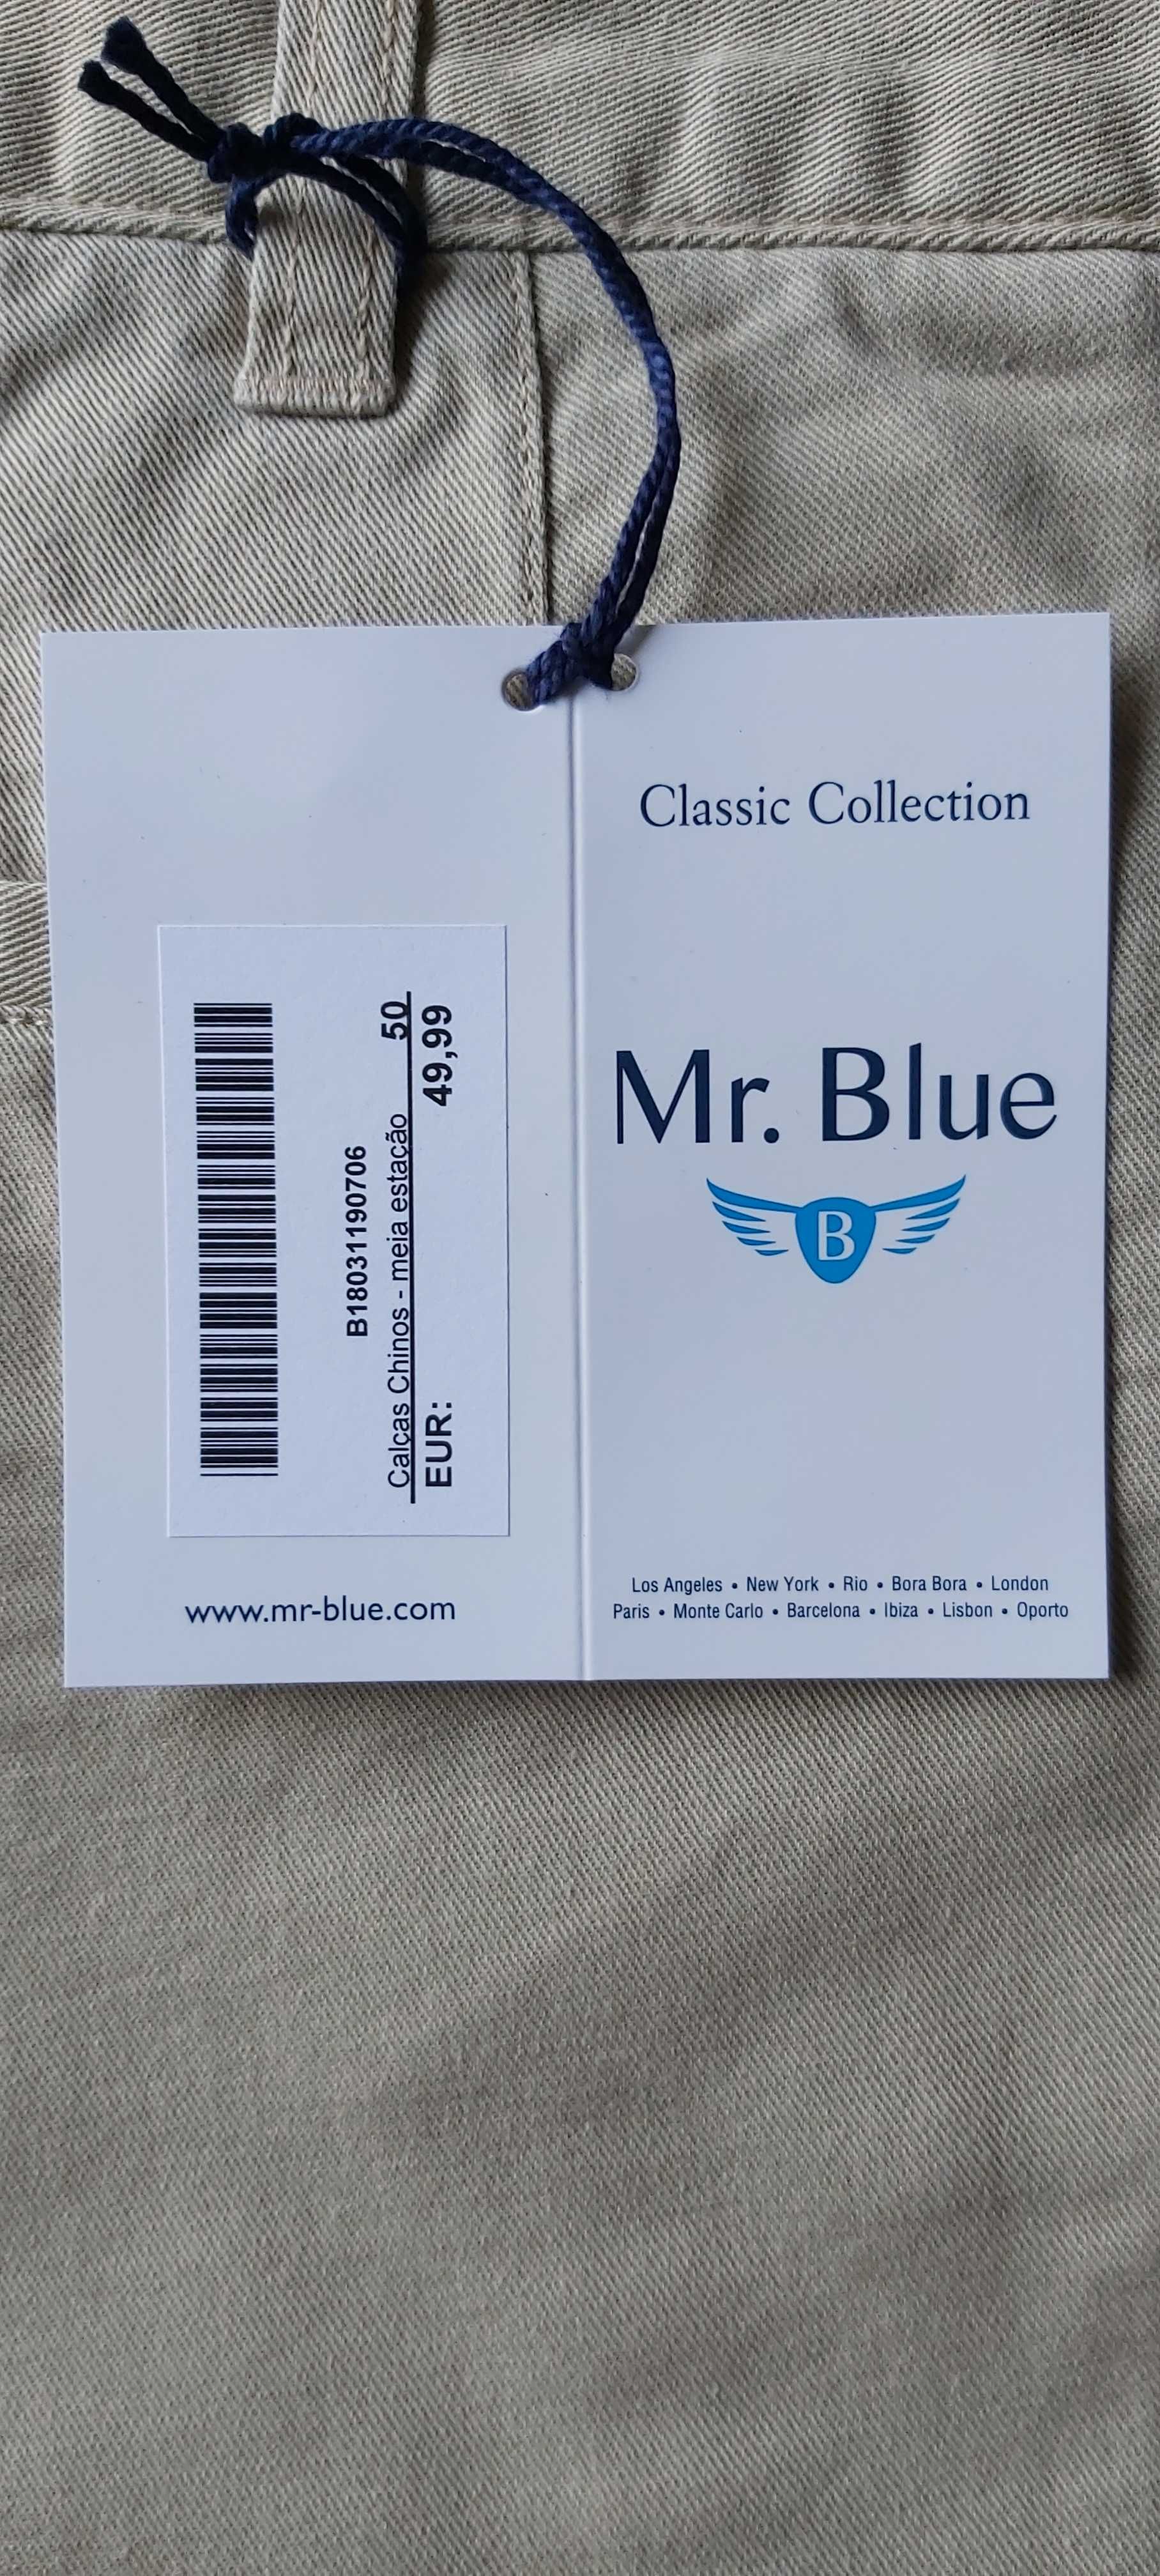 B18031190706
Calças Chinos - meia estação 50
EUR: 49,99
www.mr-blue.com
Classic Collection
Mr. Blue
B
Los Angeles • New York • Rio • Bora Bora • London
Paris • Monte Carlo • Barcelona • Ibiza • Lisbon • Oporto